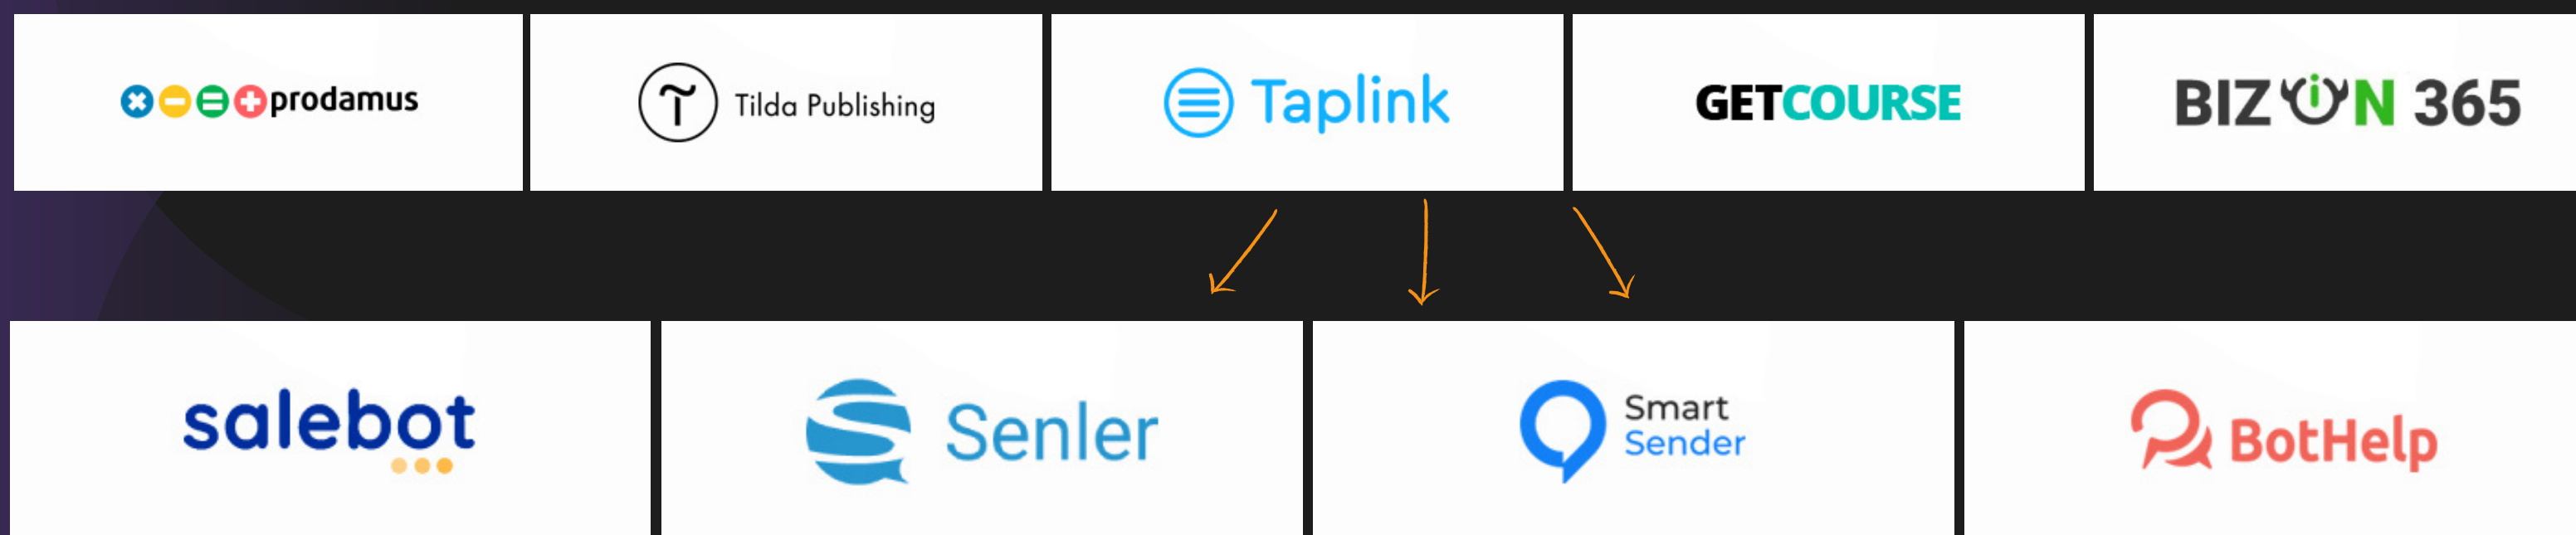 prodamus
Tilda Publishing
Taplink
GETCOURSE
BIZON 365
salebot
Senler
Smart
Sender
BotHelp